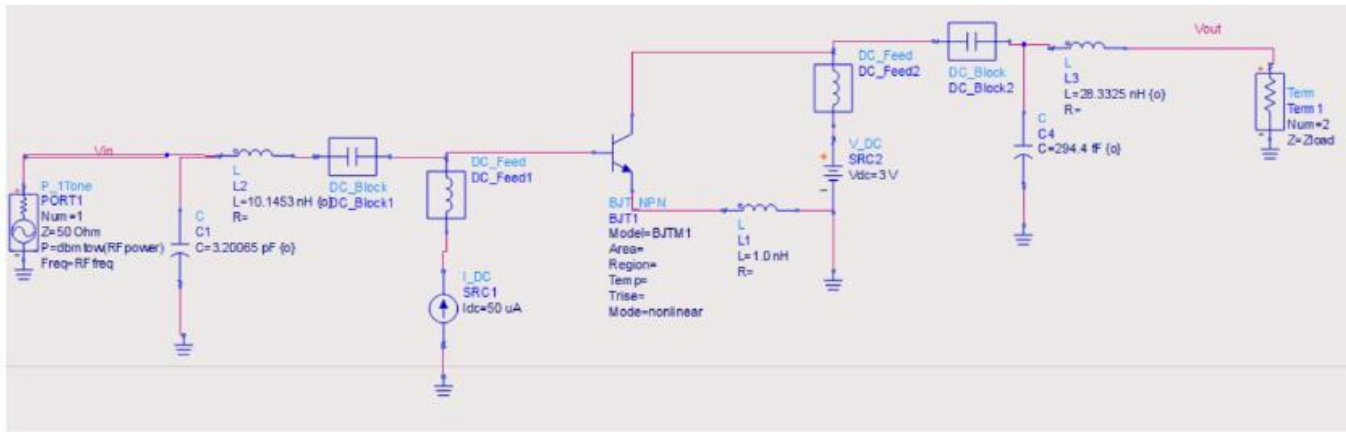 Vin
P_1Tone
PORT1
Num=1
Z=50 Ohm
P=dbmtow(RFpower)
Freq=RFfreq
C
C1
C=3.20065 pF {o}
L
L2
L=10.1453 nH {o}
R=
DC_Block
DC_Block1
DC_Feed
DC_Feed1
I_DC
SRC1
Idc=50 uA
BJT_NPN
BJT1
Model=BJTM1
Area=
Region=
Temp=
Trise=
Mode=nonlinear
L
L1
L=1.0 nH
R=
DC_Feed
DC_Feed2
V_DC
SRC2
Vdc=3 V
DC_Block
DC_Block2
L
L3
L=28.3325 nH {o}
R=
C
C4
C=294.4 fF {o}
Vout
Term
Term1
Num=2
Z=Zload